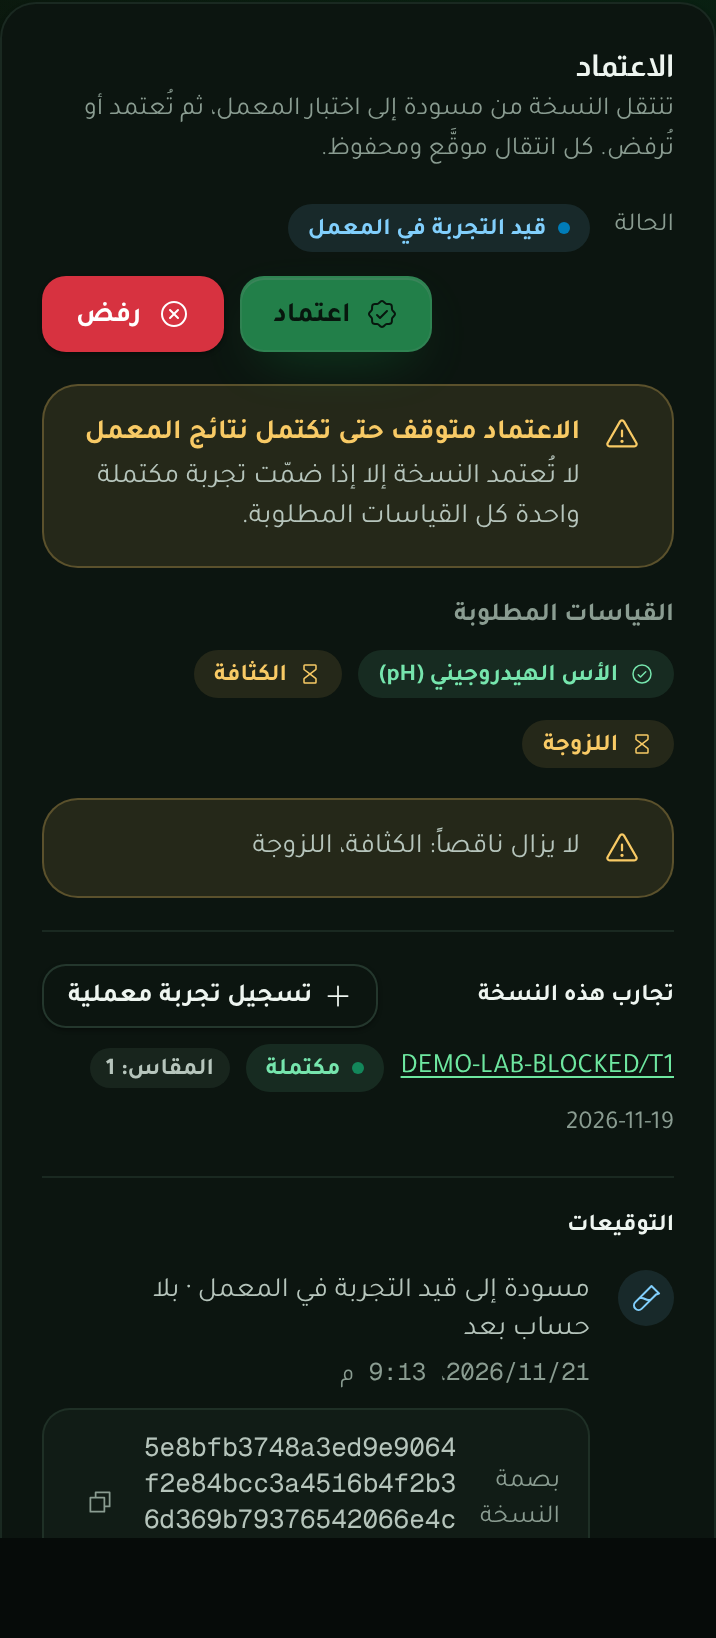 الاعتماد
تنتقل النسخة من مسودة إلى اختبار المعمل، ثم تُعتمد أو
تُرفض. كل انتقال موقَّع ومحفوظ.
الحالة
قيد التجربة في المعمل
اعتماد
رفض
الاعتماد متوقف حتى تكتمل نتائج المعمل
لا تُعتمد النسخة إلا إذا ضمّت تجربة مكتملة
واحدة كل القياسات المطلوبة.
القياسات المطلوبة
الأس الهيدروجيني (pH)
الكثافة
اللزوجة
لا يزال ناقصاً: الكثافة، اللزوجة
تجارب هذه النسخة
تسجيل تجربة معملية
DEMO-LAB-BLOCKED/T1
مكتملة
المقاس: 1
2026-11-19
التوقيعات
مسودة إلى قيد التجربة في المعمل · بلا
حساب بعد
2026/11/21، 9:13 م
بصمة
النسخة
5e8bfb3748a3ed9e9064
f2e84bcc3a4516b4f2b3
6d369b79376542066e4c